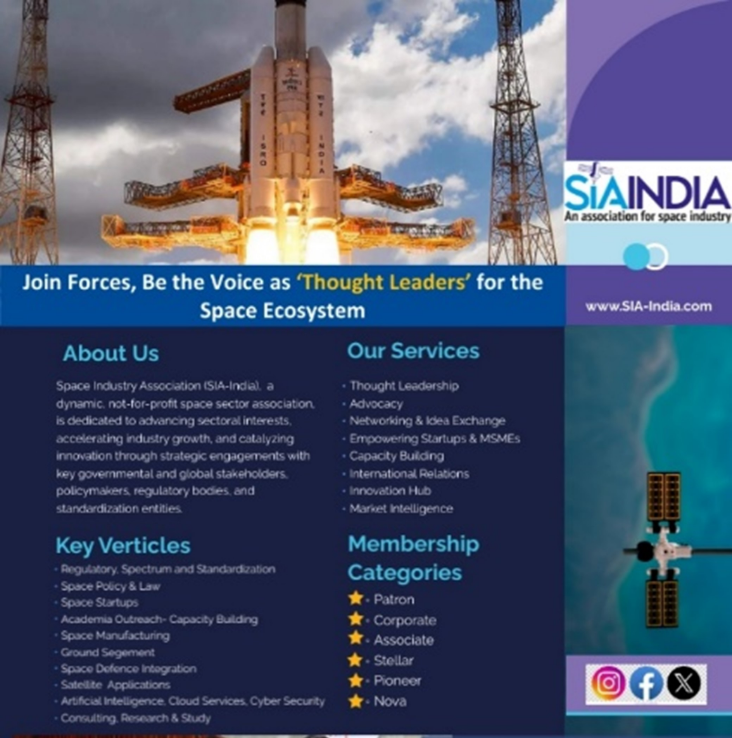 ISRO
INDIA
SIAINDIA
An association for space industry
www.SIA-India.com
Join Forces, Be the Voice as ‘Thought Leaders’ for the
Space Ecosystem
About Us
Space Industry Association (SIA-India), a
dynamic, not-for-profit space sector association,
is dedicated to advancing sectoral interests,
accelerating industry growth, and catalyzing
innovation through strategic engagements with
key governmental and global stakeholders,
policymakers, regulatory bodies, and
standardization entities.
Our Services
• Thought Leadership
• Advocacy
• Networking & Idea Exchange
• Empowering Startups & MSMEs
• Capacity Building
• International Relations
• Innovation Hub
• Market Intelligence
Key Verticles
• Regulatory, Spectrum and Standardization
• Space Policy & Law
• Space Startups
• Academia Outreach- Capacity Building
• Space Manufacturing
• Ground Segement
• Space Defence Integration
• Satellite Applications
• Artificial Intelligence, Cloud Services, Cyber Security
• Consulting, Research & Study
Membership
Categories
• Patron
• Corporate
• Associate
• Stellar
• Pioneer
• Nova